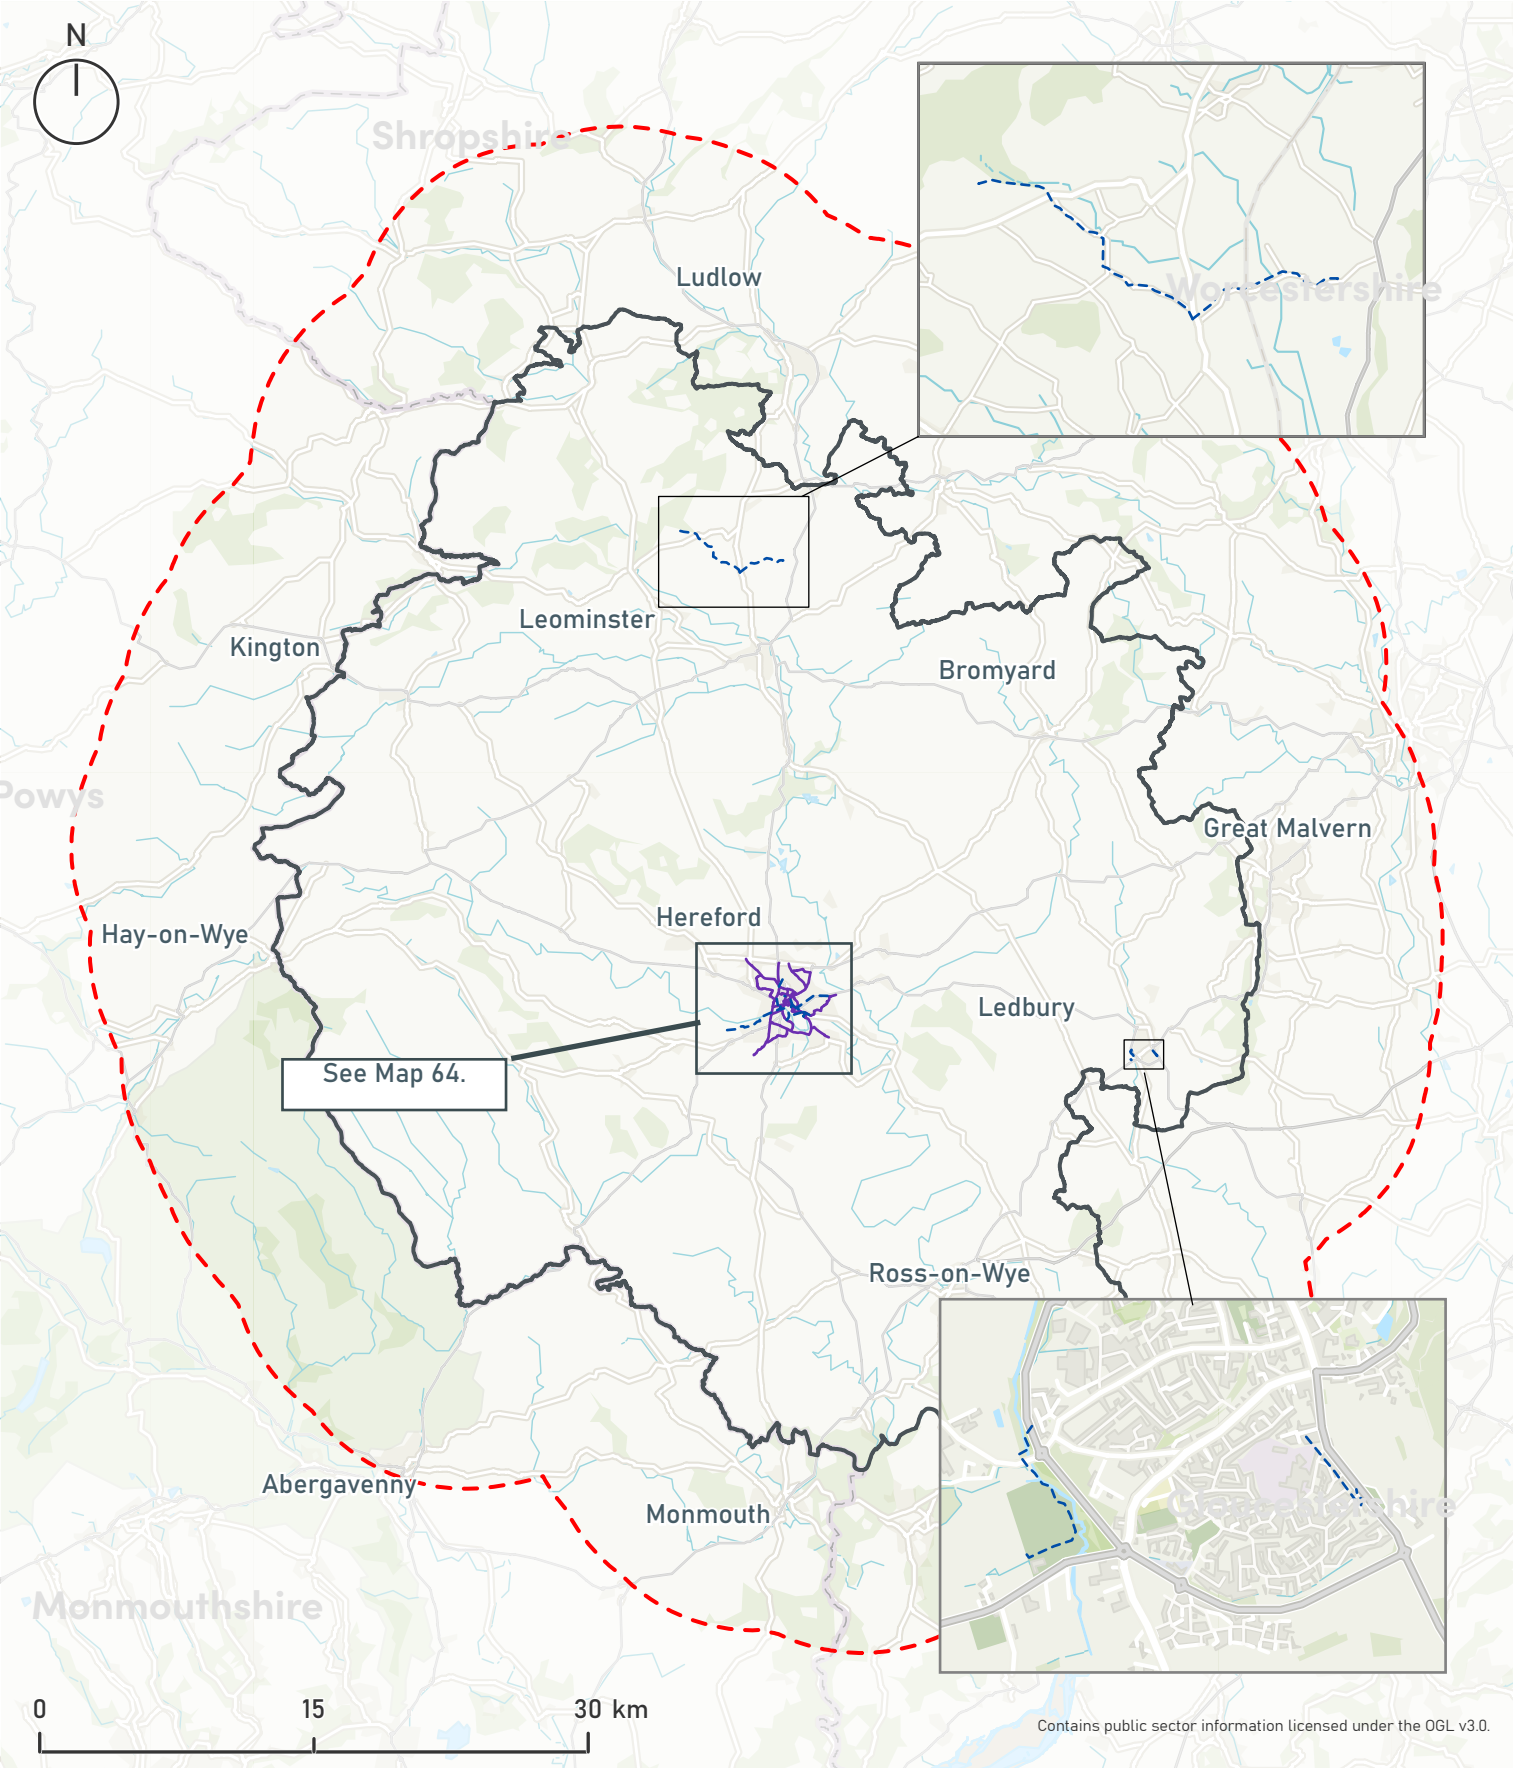 N
Shropshire
Ludlow
Worcestershire
Leominster
Kington
Bromyard
Powys
Great Malvern
Hereford
Hay-on-Wye
Ledbury
See Map 64.
Ross-on-Wye
Abergavenny
Monmouth
Gloucestershire
Monmouthshire
0 15 30 km
Contains public sector information licensed under the OGL v3.0.